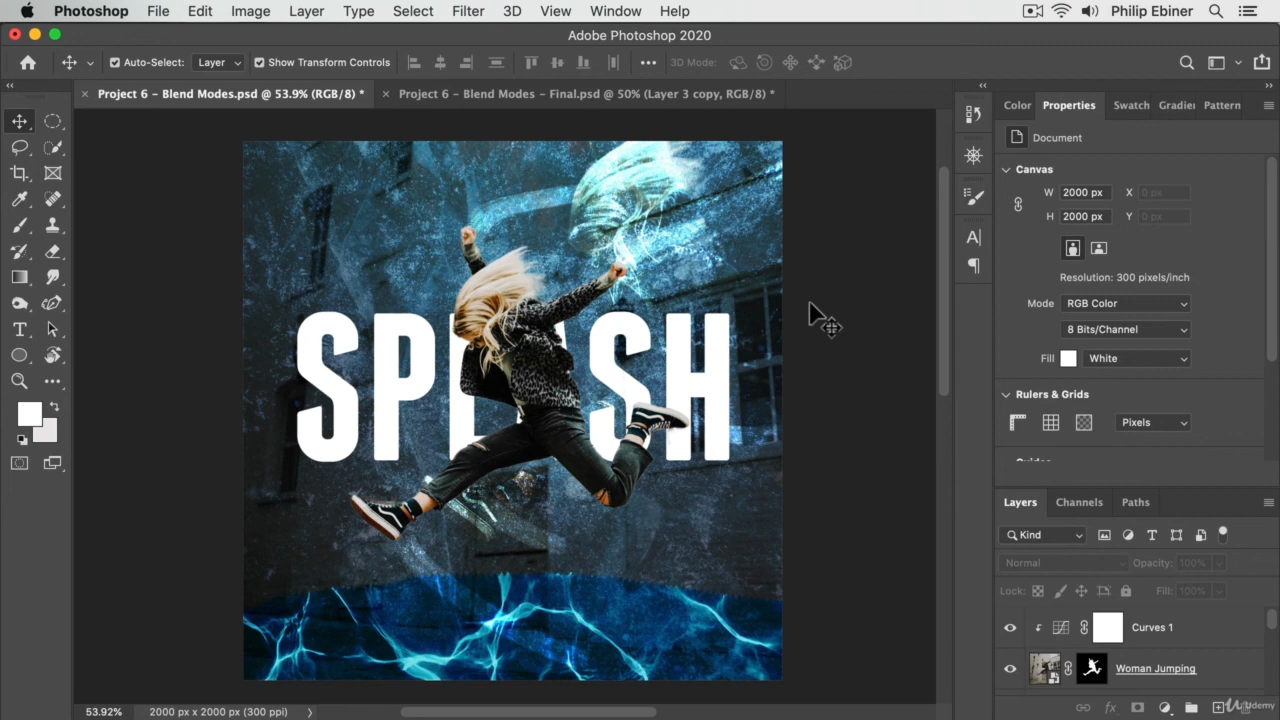 Photoshop File Edit Image Layer Type Select Filter 3D View Window Help Philip Ebiner
Adobe Photoshop 2020
Auto-Select: Layer Show Transform Controls 3D Mode:
Project 6 – Blend Modes.psd @ 53.9% (RGB/8) * Project 6 – Blend Modes – Final.psd @ 50% (Layer 3 copy, RGB/8) *
Color Properties Swatch Gradier Pattern
Document
Canvas
W 2000 px X 0 px
H 2000 px Y 0 px
Resolution: 300 pixels/inch
Mode RGB Color
8 Bits/Channel
Fill White
SPLASH
Rulers & Grids
Pixels
Layers Channels Paths
Kind
Normal Opacity: 100%
Lock: Fill: 100%
Curves 1
Woman Jumping
53.92% 2000 px x 2000 px (300 ppi)
Udemy